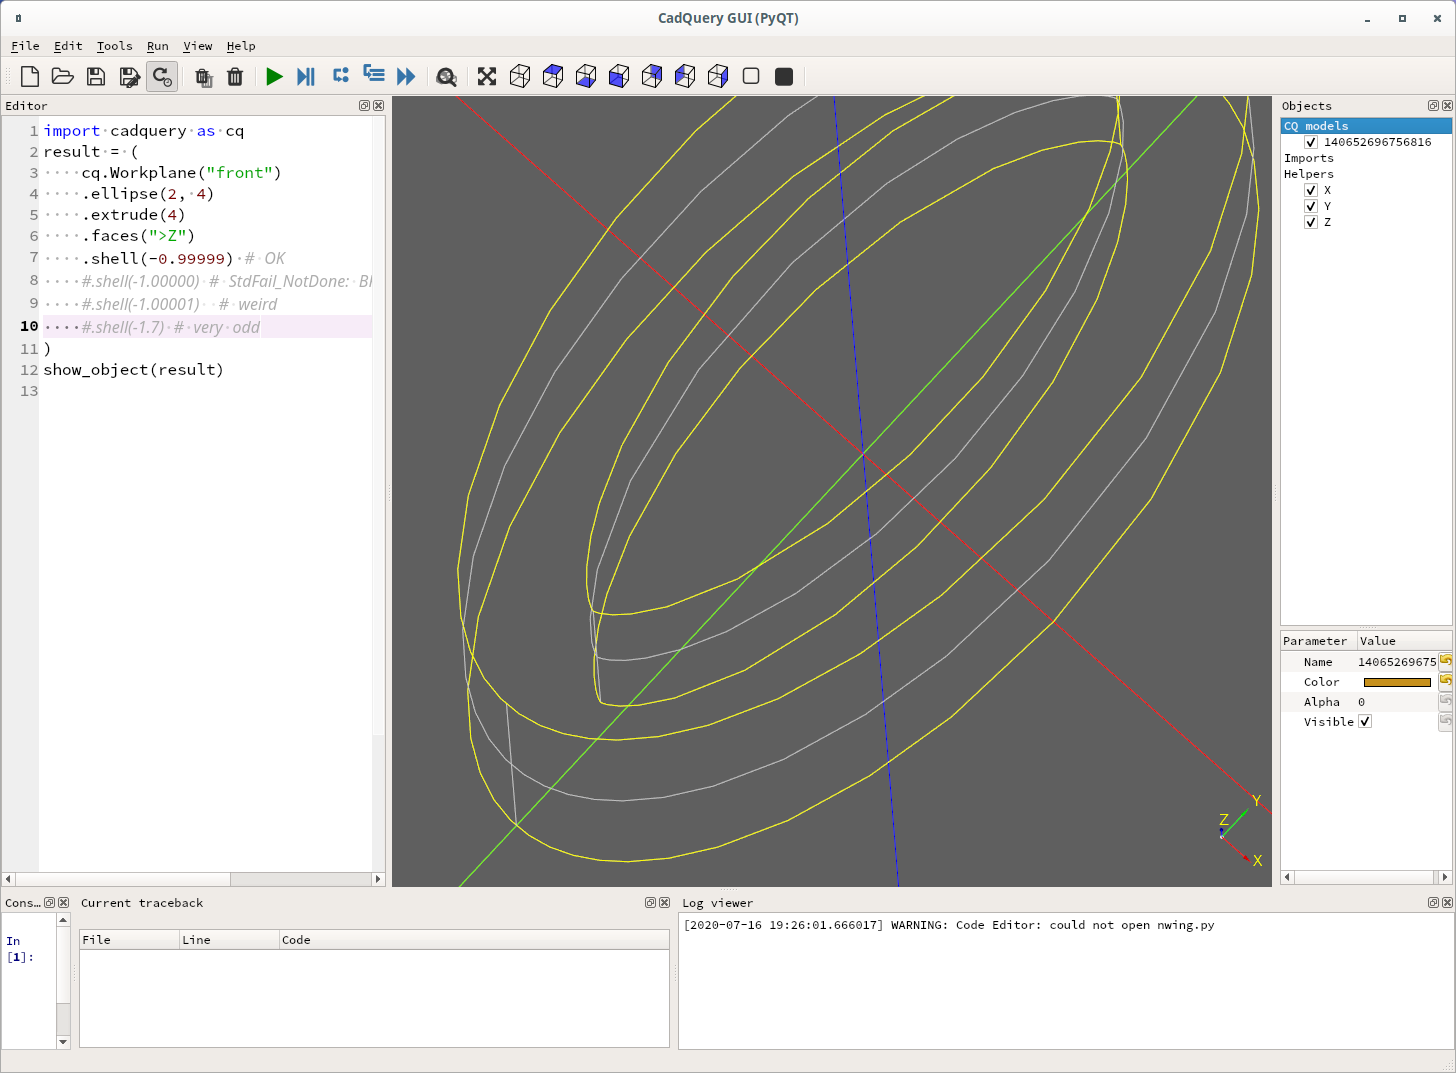 CadQuery GUI (PyQT)
File Edit Tools Run View Help
Editor
1 import cadquery as cq
2 result = (
3 ····cq.Workplane("front")
4 ····.ellipse(2, 4)
5 ····.extrude(4)
6 ····.faces(">Z")
7 ····.shell(-0.99999) # OK
8 ····#.shell(-1.00000) # StdFail_NotDone:
9 ····#.shell(-1.00001) # weird
10 ····#.shell(-1.7) # very odd
11 )
12 show_object(result)
13
Z
Y
X
Objects
CQ models
140652696756816
Imports
Helpers
X
Y
Z
Parameter Value
Name 14065269675
Color
Alpha 0
Visible
Cons...
In
[1]:
Current traceback
File Line Code
Log viewer
[2020-07-16 19:26:01.666017] WARNING: Code Editor: could not open nwing.py